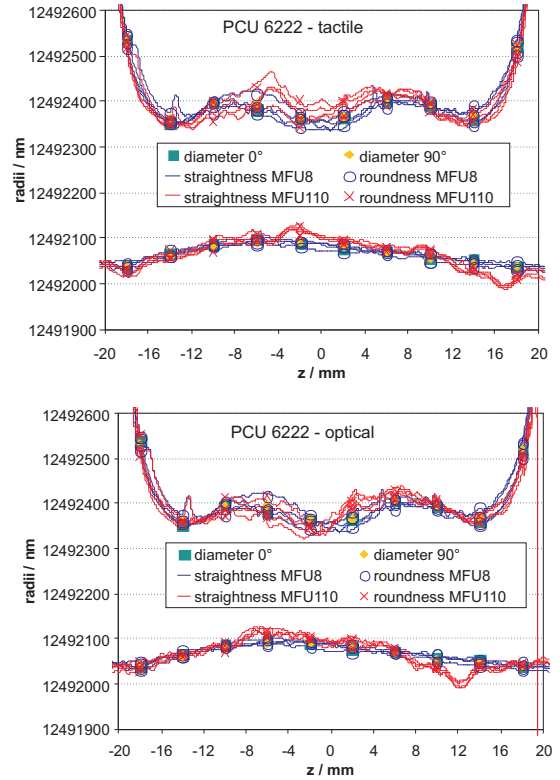 PCU 6222 - tactile
12492600
12492500
12492400
12492300
12492200
12492100
12492000
12491900
radii / nm
diameter 0° diameter 90°
straightness MFU8 roundness MFU8
straightness MFU110 roundness MFU110
-20 -16 -12 -8 -4 0 4 8 12 16 20
z / mm
PCU 6222 - optical
12492600
12492500
12492400
12492300
12492200
12492100
12492000
12491900
radii / nm
diameter 0° diameter 90°
straightness MFU8 roundness MFU8
straightness MFU110 roundness MFU110
-20 -16 -12 -8 -4 0 4 8 12 16 20
z / mm